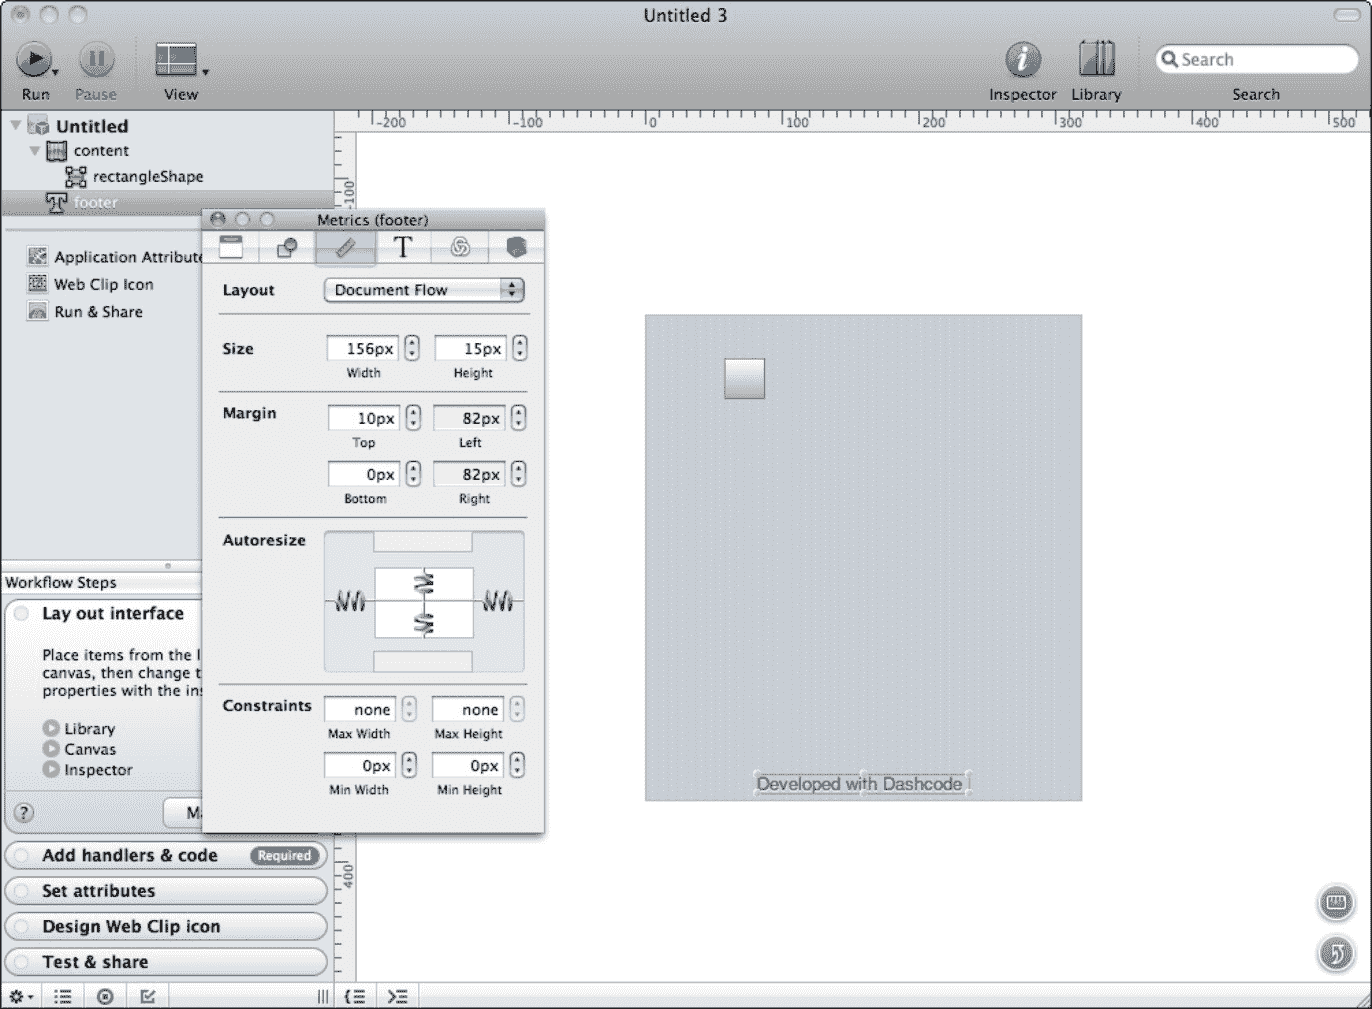 Untitled 3
Run
Pause
View
Inspector
Library
Search
Search
-200
-100
0
100
200
300
400
500
Untitled
content
rectangleShape
footer
Application Attribute
Web Clip Icon
Run & Share
-100
Metrics (footer)
T
Layout
Document Flow
Size
156px
15px
Width
Height
Margin
10px
82px
Top
Left
0px
82px
Bottom
Right
Autoresize
Constraints
none
none
Max Width
Max Height
0px
0px
Min Width
Min Height
Workflow Steps
Lay out interface
Place items from the
canvas, then change
properties with the
Library
Canvas
Inspector
?
Add handlers & code
Required
Set attributes
Design Web Clip icon
Test & share
400
Developed with Dashcode